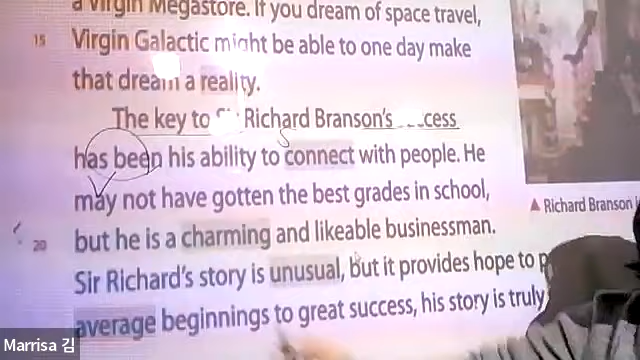 a Virgin Megastore. If you dream of space travel,
15 Virgin Galactic might be able to one day make
that dream a reality.
The key to Sir Richard Branson's success
has been his ability to connect with people. He
may not have gotten the best grades in school,
▲ Richard Branson
20 but he is a charming and likeable businessman.
Sir Richard's story is unusual, but it provides hope to
average beginnings to great success, his story is truly
Marrisa 김